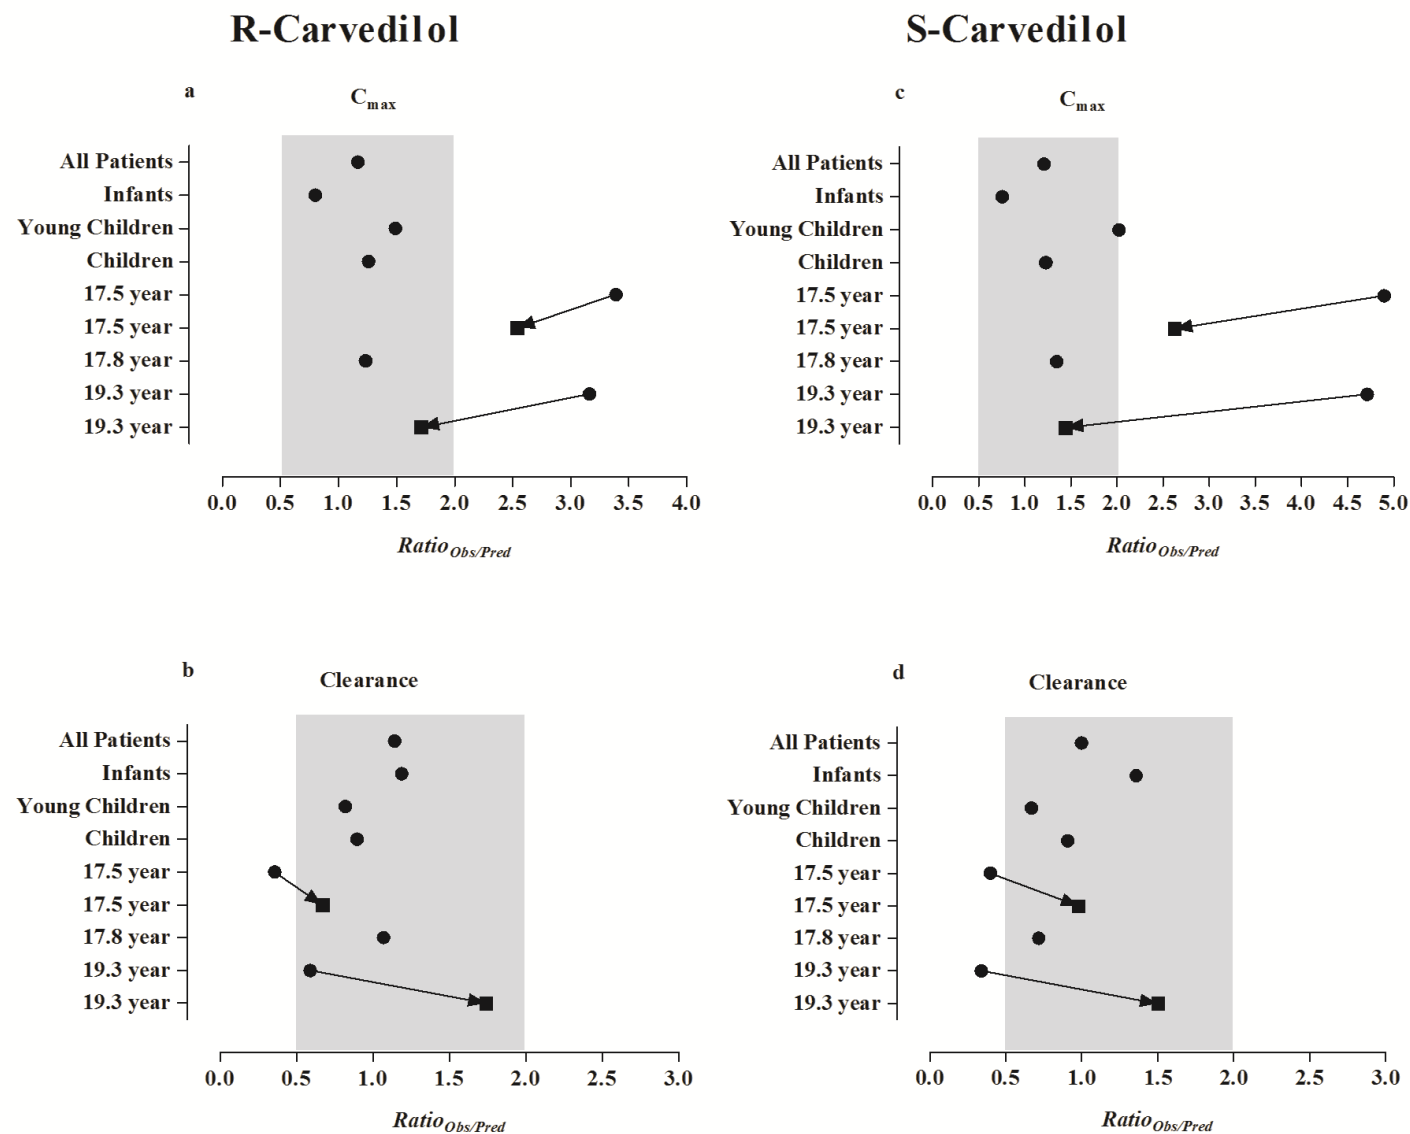 R-Carvedilol
S-Carvedilol
a
Cmax
All Patients
Infants
Young Children
Children
17.5 year
17.5 year
17.8 year
19.3 year
19.3 year
0.0 0.5 1.0 1.5 2.0 2.5 3.0 3.5 4.0
Ratio Obs/Pred
c
Cmax
All Patients
Infants
Young Children
Children
17.5 year
17.5 year
17.8 year
19.3 year
19.3 year
0.0 0.5 1.0 1.5 2.0 2.5 3.0 3.5 4.0 4.5 5.0
Ratio Obs/Pred
b
Clearance
All Patients
Infants
Young Children
Children
17.5 year
17.5 year
17.8 year
19.3 year
19.3 year
0.0 0.5 1.0 1.5 2.0 2.5 3.0
Ratio Obs/Pred
d
Clearance
All Patients
Infants
Young Children
Children
17.5 year
17.5 year
17.8 year
19.3 year
19.3 year
0.0 0.5 1.0 1.5 2.0 2.5 3.0
Ratio Obs/Pred